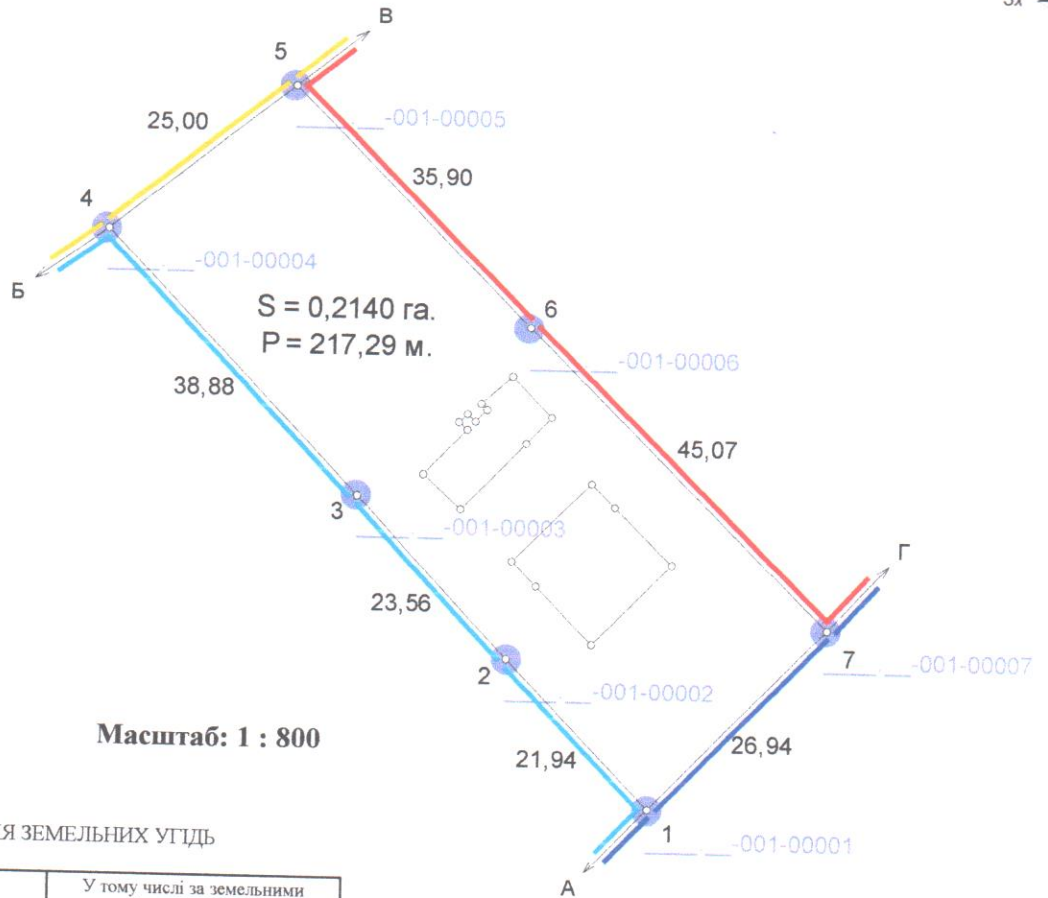 В
5
25,00
-001-00005
35,90
4
Б
-001-00004
S = 0,2140 га.
P = 217,29 м.
6
-001-00006
38,88
45,07
3
-001-00003
Г
23,56
7
-001-00007
2
-001-00002
Масштаб: 1 : 800
21,94
26,94
1
-001-00001
А
Я ЗЕМЕЛЬНИХ УГІДЬ
У тому числі за земельними